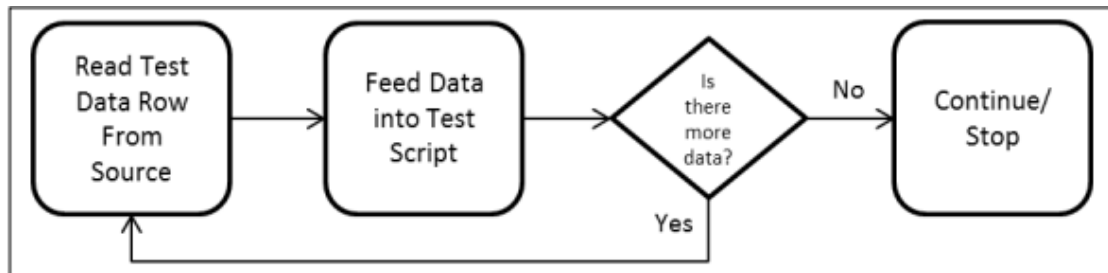 Read Test
Data Row
From
Source
Feed Data
into Test
Script
Is
there
more
data?
No
Continue/
Stop
Yes